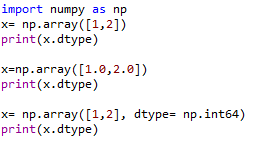 import numpy as np
x= np.array([1,2])
print(x.dtype)
x=np.array([1.0,2.0])
print(x.dtype)
x= np.array([1,2], dtype= np.int64)
print(x.dtype)